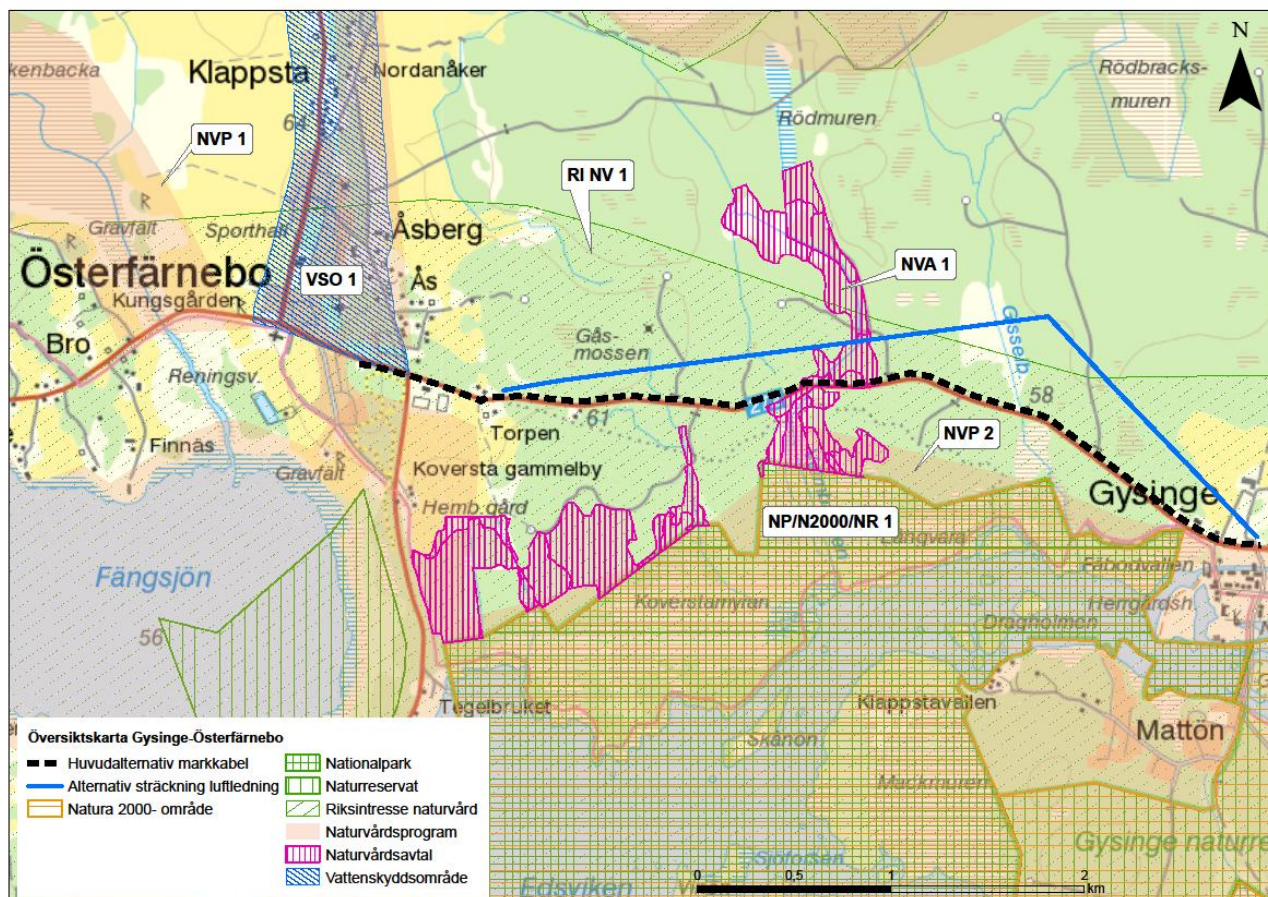 kenbacka
Klappsta
Nordanåker
N
Rödbracks-
muren
Rödmuren
64
NVP 1
RI NV 1
R
Gravfält
Sporthall
Åsberg
NVA 1
Österfärnebo
VSO 1
Ås
Kungsgården
R
Bro
Gås-
mossen
Reningsv.
58
61
Torpen
NVP 2
Finnäs
Gravfält
R
Koversta gammelby
Gysinge
Hemb.gård
NP/N2000/NR 1
Långvara
Fäbodvallen
Fängsjön
Koverstamyran
Herrgårdsh.
Dragholmen
56
Klappstavallen
Tegelbruket
Skånon
Mattön
Mackmuren
Gysinge naturre
Sjöforsen
Edsviken
Översiktskarta Gysinge-Österfärnebo
Huvudalternativ markkabel
Alternativ sträckning luftledning
Natura 2000- område
Nationalpark
Naturreservat
Riksintresse naturvård
Naturvårdsprogram
Naturvårdsavtal
Vattenskyddsområde
0 0,5 1 2
km